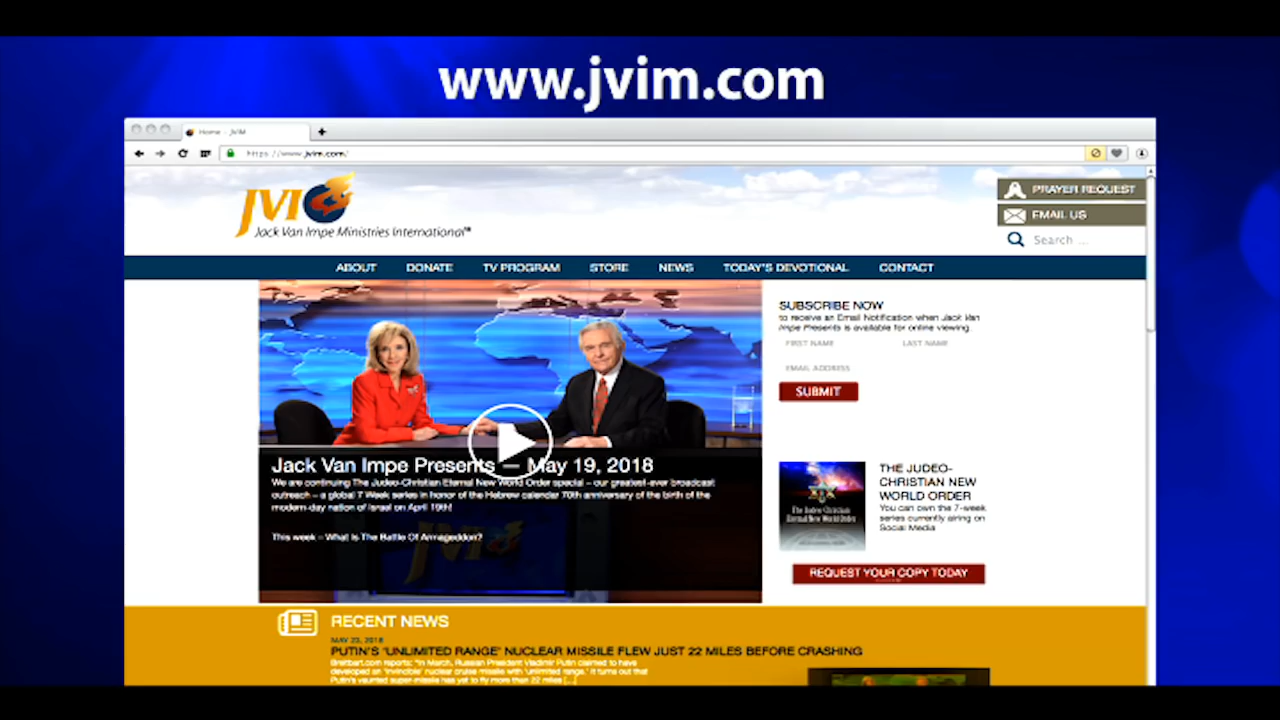 www.jvim.com
Home - JVIM
https://www.jvim.com/
JVI
Jack Van Impe Ministries International
PRAYER REQUEST
EMAIL US
Search ...
ABOUT DONATE TV PROGRAM STORE NEWS TODAY'S DEVOTIONAL CONTACT
Jack Van Impe Presents — May 19, 2018
We are continuing The Judeo-Christian Eternal New World Order special – our greatest-ever broadcast
outreach – a global 7 Week series in honor of the Hebrew calendar 70th anniversary of the birth of the
modern-day nation of Israel on April 19th!
This week – What Is The Battle Of Armageddon?
SUBSCRIBE NOW
to receive an Email Notification when Jack Van
Impe Presents is available for online viewing.
FIRST NAME LAST NAME
EMAIL ADDRESS
SUBMIT
The Judeo Christian
Eternal New World Order
THE JUDEO-
CHRISTIAN NEW
WORLD ORDER
You can own the 7-week
series currently airing on
Social Media
REQUEST YOUR COPY TODAY
RECENT NEWS
MAY 23, 2018
PUTIN'S 'UNLIMITED RANGE' NUCLEAR MISSILE FLEW JUST 22 MILES BEFORE CRASHING
Breitbart.com reports: "In March, Russian President Vladimir Putin claimed to have
developed an 'invincible' nuclear cruise missile with 'unlimited range.' It turns out that
Putin's vaunted super-missile has yet to fly more than 22 miles [...]